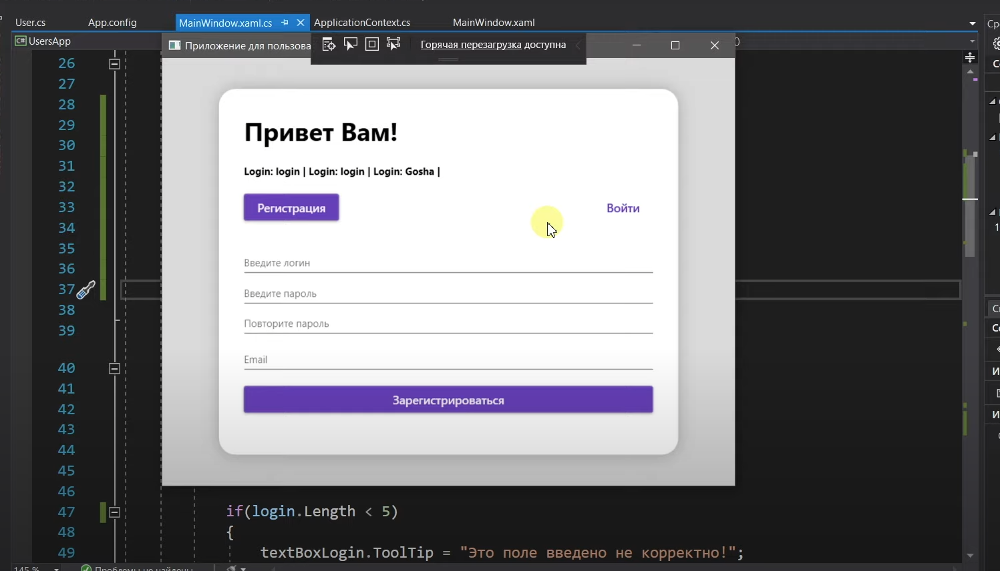 User.cs
App.config
MainWindow.xaml.cs
ApplicationContext.cs
MainWindow.xaml
C# UsersApp
Приложение для пользова
Горячая перезагрузка доступна
26
27
28
29
30
31
32
33
34
35
36
37
38
39
40
41
42
43
44
45
46
47
48
49
Привет Вам!
Login: login | Login: login | Login: Gosha |
Регистрация
Войти
Введите логин
Введите пароль
Повторите пароль
Email
Зарегистрироваться
if(login.Length < 5)
{
textBoxLogin.ToolTip = "Это поле введено не корректно!";
145 %
Проблемы не найдены